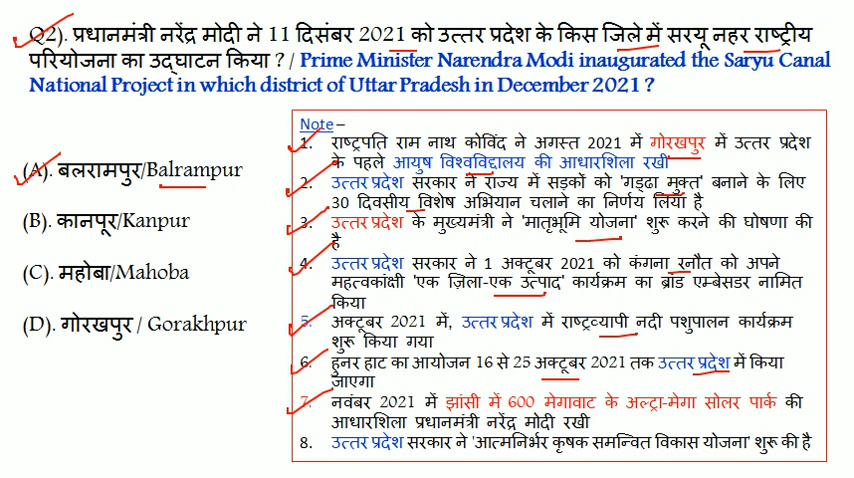 Q2). प्रधानमंत्री नरेंद्र मोदी ने 11 दिसंबर 2021 को उत्तर प्रदेश के किस जिले में सरयू नहर राष्ट्रीय
परियोजना का उद्घाटन किया ? / Prime Minister Narendra Modi inaugurated the Saryu Canal
National Project in which district of Uttar Pradesh in December 2021 ?
(A). बलरामपुर/Balrampur
(B). कानपूर/Kanpur
(C). महोबा/Mahoba
(D). गोरखपुर / Gorakhpur
Note –
1. राष्ट्रपति राम नाथ कोविंद ने अगस्त 2021 में गोरखपुर में उत्तर प्रदेश
के पहले आयुष विश्वविद्यालय की आधारशिला रखी
2. उत्तर प्रदेश सरकार ने राज्य में सड़कों को 'गड्ढा मुक्त' बनाने के लिए
30 दिवसीय विशेष अभियान चलाने का निर्णय लिया है
3. उत्तर प्रदेश के मुख्यमंत्री ने 'मातृभूमि योजना' शुरू करने की घोषणा की
है
4. उत्तर प्रदेश सरकार ने 1 अक्टूबर 2021 को कंगना रनौत को अपने
महत्वकांक्षी 'एक ज़िला-एक उत्पाद' कार्यक्रम का ब्रांड एम्बेसडर नामित
किया
5. अक्टूबर 2021 में, उत्तर प्रदेश में राष्ट्रव्यापी नदी पशुपालन कार्यक्रम
शुरू किया गया
6. हुनर हाट का आयोजन 16 से 25 अक्टूबर 2021 तक उत्तर प्रदेश में किया
जाएगा
7. नवंबर 2021 में झांसी में 600 मेगावाट के अल्ट्रा-मेगा सोलर पार्क की
आधारशिला प्रधानमंत्री नरेंद्र मोदी रखी
8. उत्तर प्रदेश सरकार ने 'आत्मनिर्भर कृषक समन्वित विकास योजना' शुरू की है